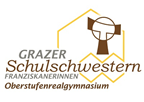 GRAZER
Schulschwestern
FRANZISKANERINNEN
Oberstufenrealgymnasium